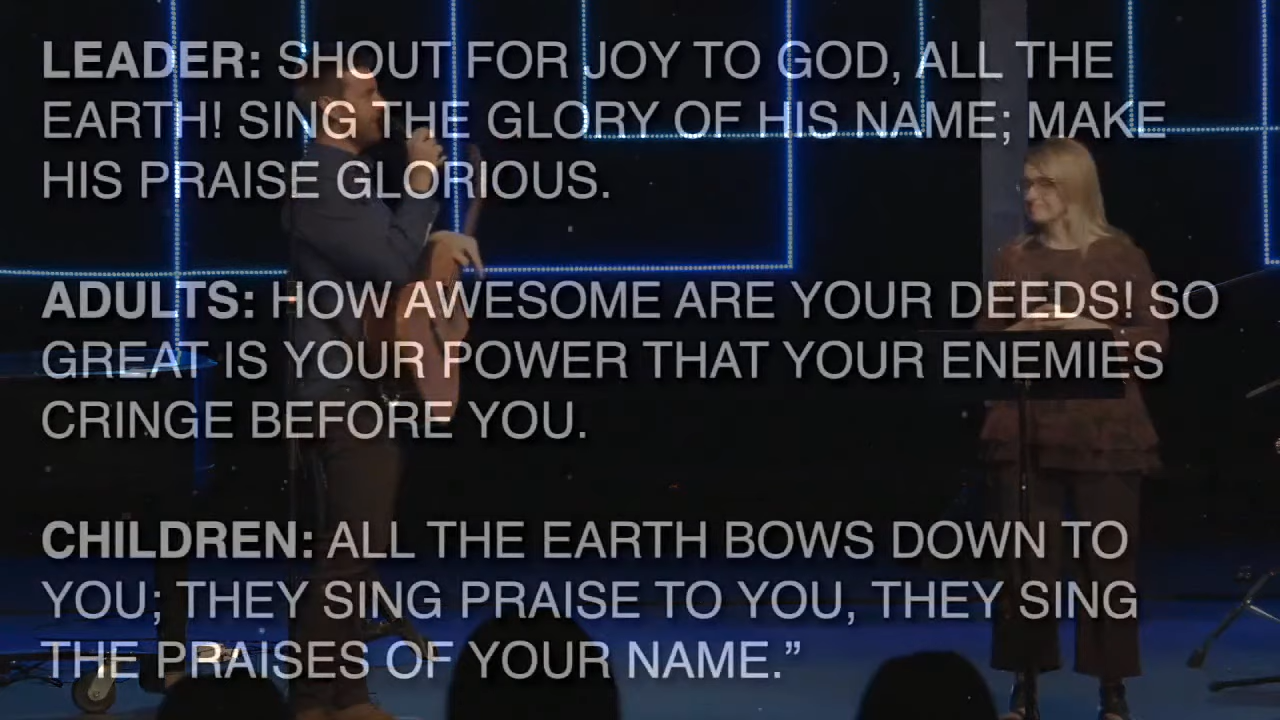 LEADER: SHOUT FOR JOY TO GOD, ALL THE
EARTH! SING THE GLORY OF HIS NAME; MAKE
HIS PRAISE GLORIOUS.
ADULTS: HOW AWESOME ARE YOUR DEEDS! SO
GREAT IS YOUR POWER THAT YOUR ENEMIES
CRINGE BEFORE YOU.
CHILDREN: ALL THE EARTH BOWS DOWN TO
YOU; THEY SING PRAISE TO YOU, THEY SING
THE PRAISES OF YOUR NAME.”